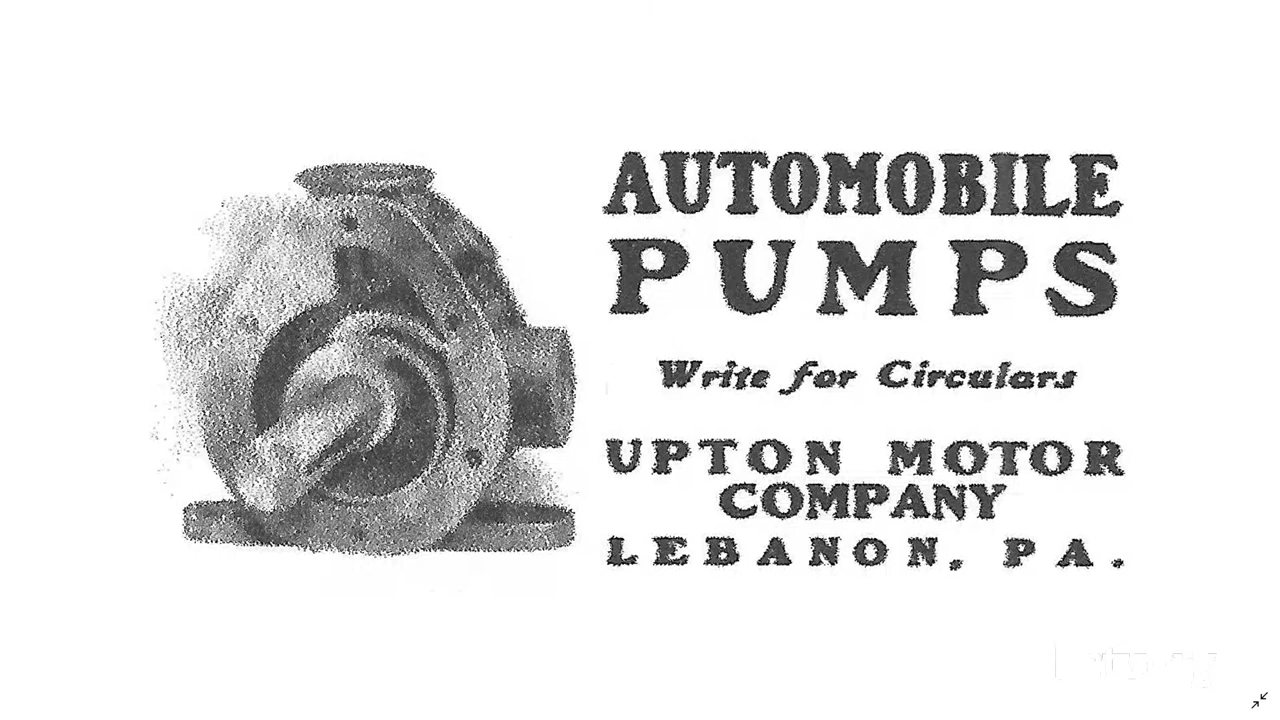 AUTOMOBILE
PUMPS
Write for Circulars
UPTON MOTOR
COMPANY
LEBANON, PA.